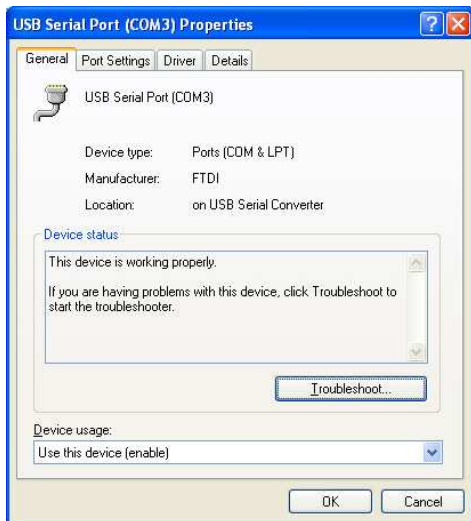 USB Serial Port (COM3) Properties
General Port Settings Driver Details
USB Serial Port (COM3)
Device type: Ports (COM & LPT)
Manufacturer: FTDI
Location: on USB Serial Converter
Device status
This device is working properly.
If you are having problems with this device, click Troubleshoot to
start the troubleshooter.
Troubleshoot...
Device usage:
Use this device (enable)
OK Cancel